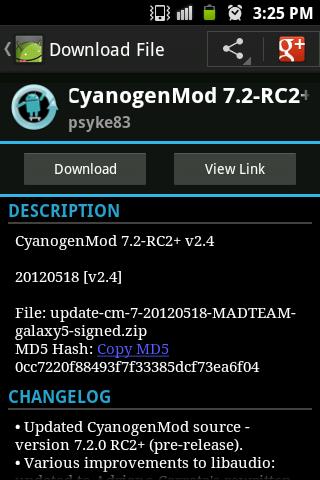 3:25 PM
Download File
CyanogenMod 7.2-RC2+
psyke83
Download
View Link
DESCRIPTION
CyanogenMod 7.2-RC2+ v2.4
20120518 [v2.4]
File: update-cm-7-20120518-MADTEAM-
galaxy5-signed.zip
MD5 Hash: Copy MD5
0cc7220f88493f7f33385dcf73ea6f04
CHANGELOG
• Updated CyanogenMod source -
version 7.2.0 RC2+ (pre-release).
• Various improvements to libaudio: